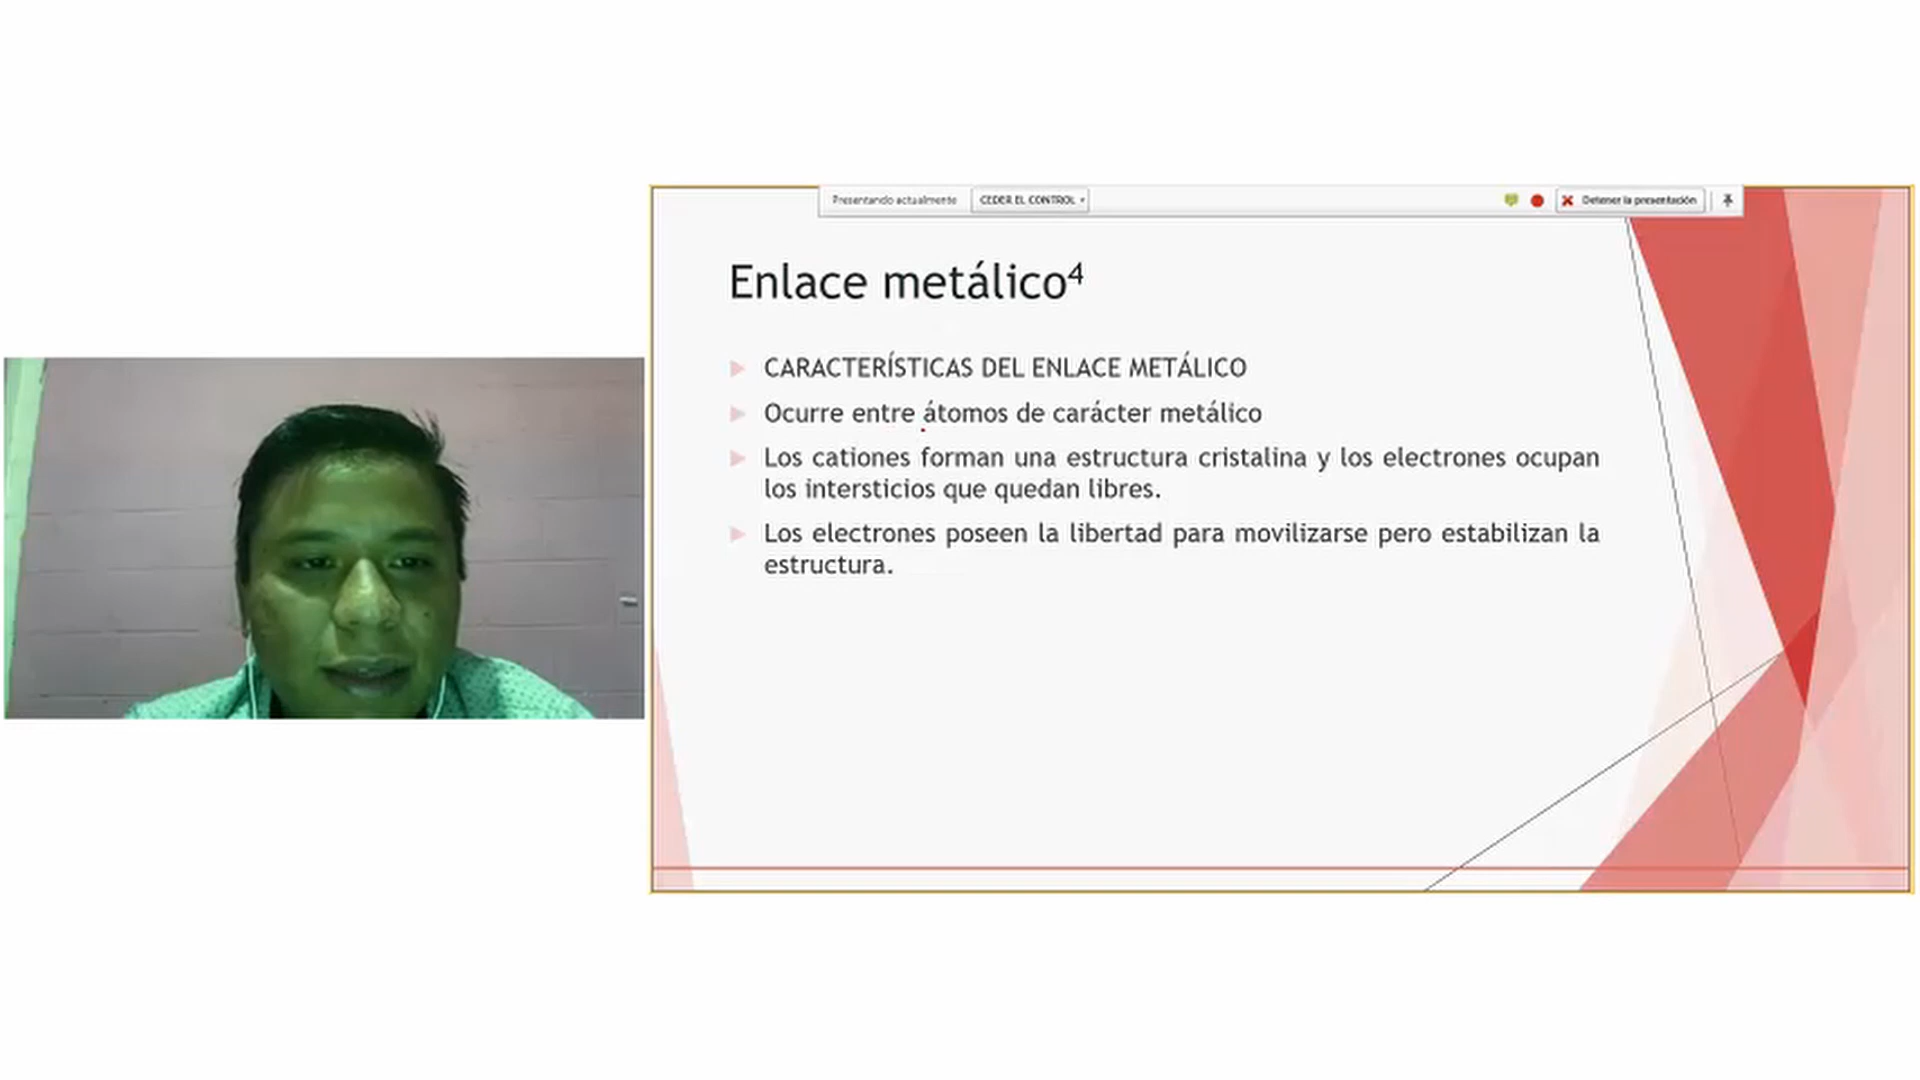 Presentando actualmente CEDER EL CONTROL Detener la presentación
Enlace metálico⁴
CARACTERÍSTICAS DEL ENLACE METÁLICO
Ocurre entre átomos de carácter metálico
Los cationes forman una estructura cristalina y los electrones ocupan
los intersticios que quedan libres.
Los electrones poseen la libertad para movilizarse pero estabilizan la
estructura.